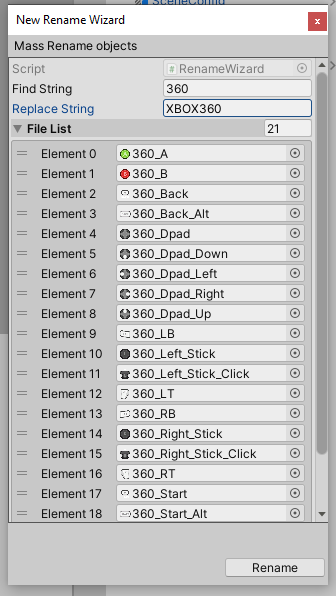 SceneConfig
New Rename Wizard
Mass Rename objects
Script # RenameWizard
Find String 360
Replace String XBOX360
File List 21
Element 0 360_A
Element 1 360_B
Element 2 360_Back
Element 3 360_Back_Alt
Element 4 360_Dpad
Element 5 360_Dpad_Down
Element 6 360_Dpad_Left
Element 7 360_Dpad_Right
Element 8 360_Dpad_Up
Element 9 360_LB
Element 10 360_Left_Stick
Element 11 360_Left_Stick_Click
Element 12 360_LT
Element 13 360_RB
Element 14 360_Right_Stick
Element 15 360_Right_Stick_Click
Element 16 360_RT
Element 17 360_Start
Element 18 360_Start_Alt
Rename